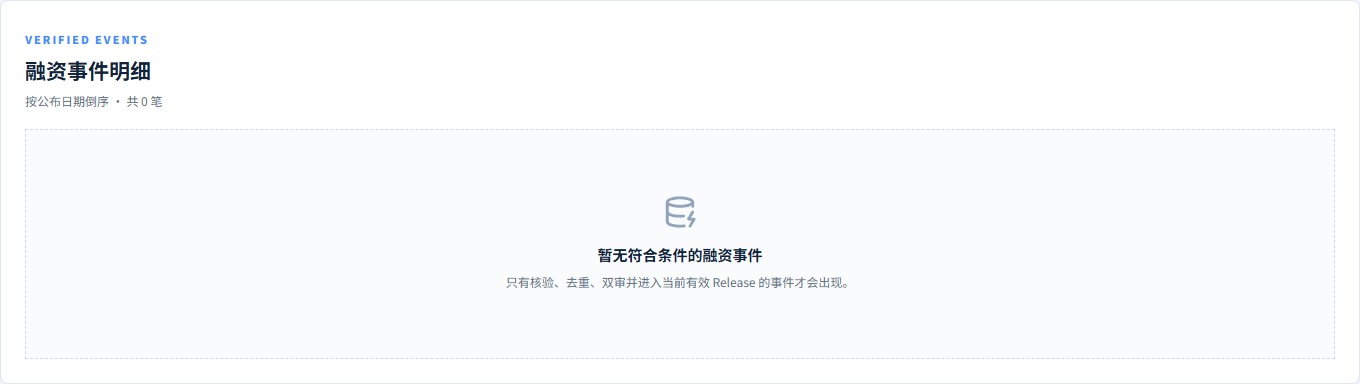 VERIFIED EVENTS
融资事件明细
按公布日期倒序 · 共 0 笔
暂无符合条件的融资事件
只有核验、去重、双审并进入当前有效 Release 的事件才会出现。